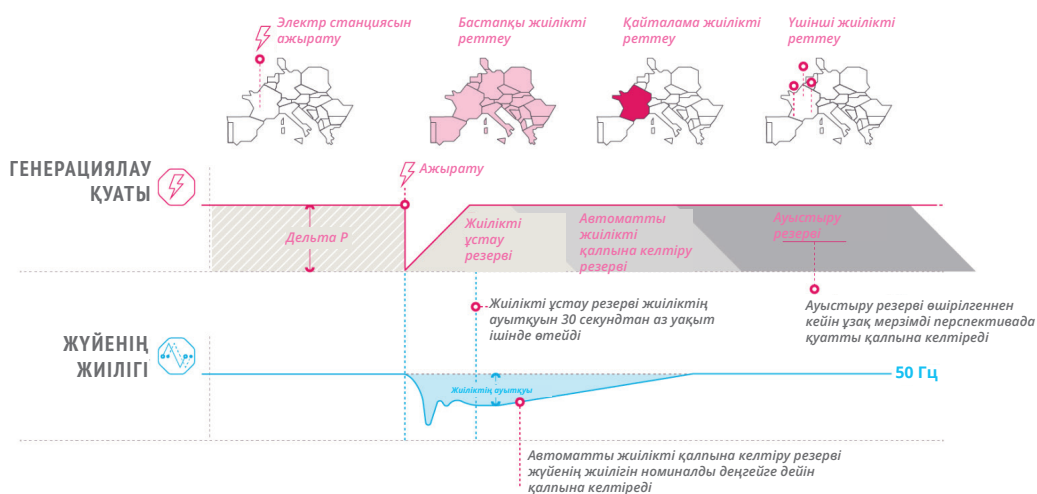 Электр станциясын
ажырату
Бастапқы жиілікті
реттеу
Қайталама жиілікті
реттеу
Үшінші жиілікті
реттеу
ГЕНЕРАЦИЯЛАУ
ҚУАТЫ
Ажырату
Дельта P
Жиілікті
ұстау
резерві
Автоматты
жиілікті
қалпына келтіру
резерві
Ауыстыру
резерві
Жиілікті ұстау резерві жиіліктің
ауытқуын 30 секундтан аз уақыт
ішінде өтейді
Ауыстыру резерві өшірілгеннен
кейін ұзақ мерзімді перспективада
қуатты қалпына келтіреді
ЖҮЙЕНІҢ
ЖИІЛІГІ
Жиіліктің ауытқуы
50 Гц
Автоматты жиілікті қалпына келтіру резерві
жүйенің жиілігін номиналды деңгейге дейін
қалпына келтіреді